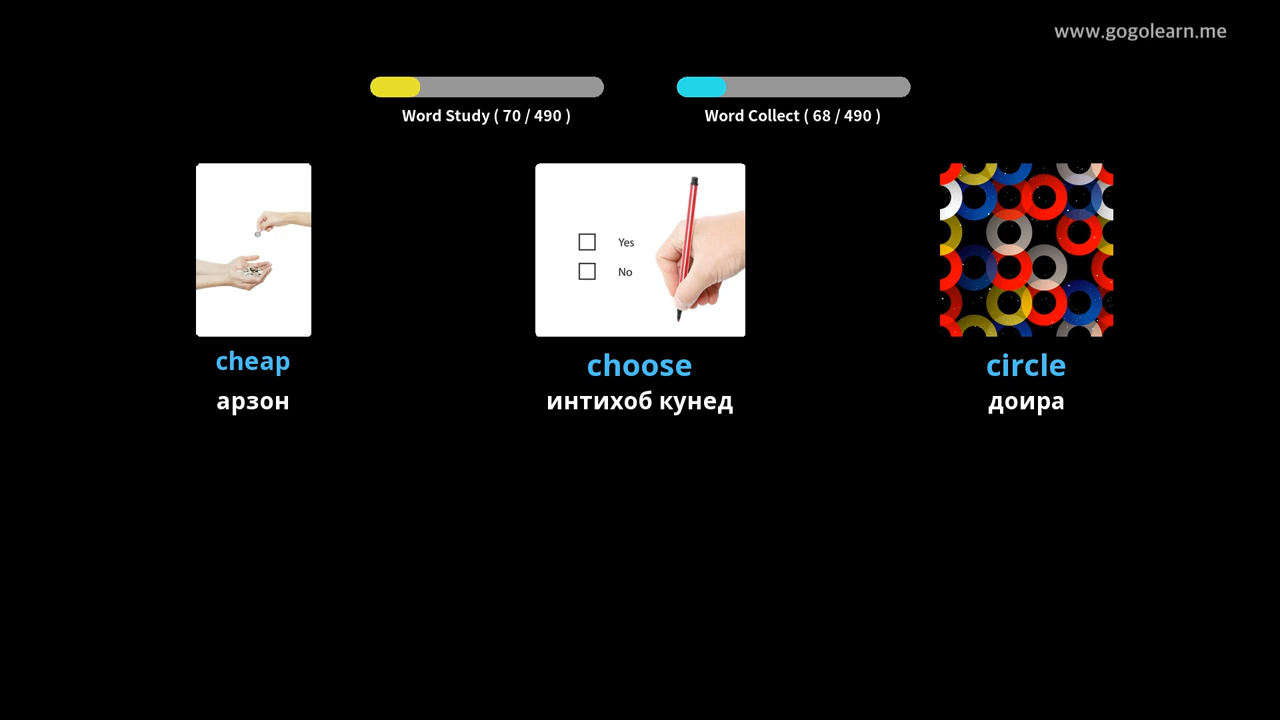 www.gogolearn.me
Word Study ( 70 / 490 )
Word Collect ( 68 / 490 )
Yes
No
cheap
choose
circle
арзон
интихоб кунед
доира